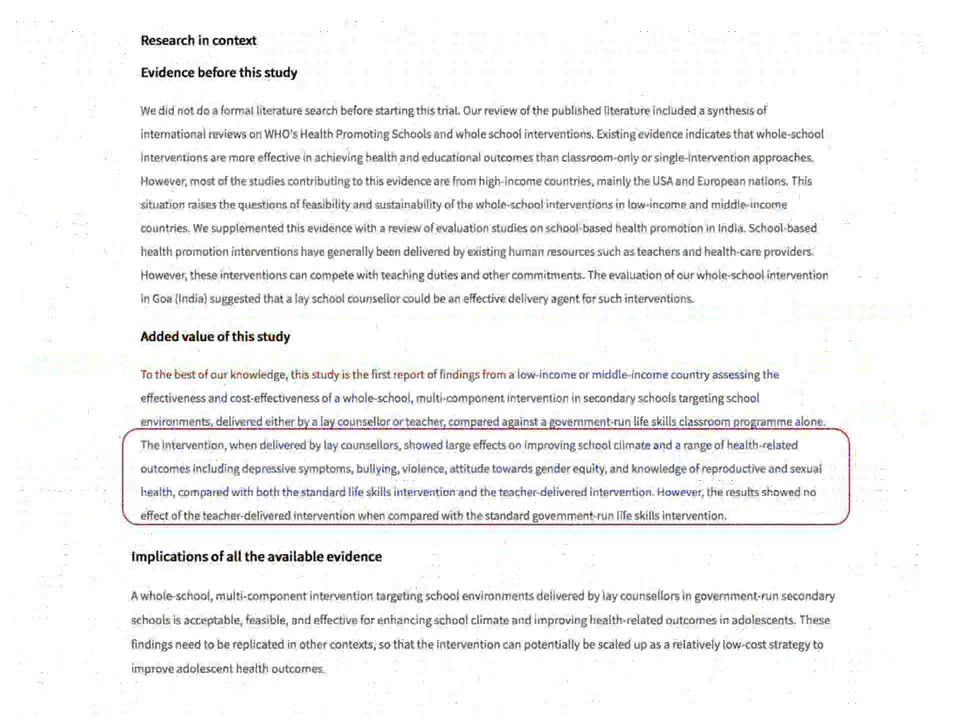 Research in context
Evidence before this study
We did not do a formal literature search before starting this trial. Our review of the published literature included a synthesis of
international reviews on WHO's Health Promoting Schools and whole school interventions. Existing evidence indicates that whole-school
interventions are more effective in achieving health and educational outcomes than classroom-only or single-intervention approaches.
However, most of the studies contributing to this evidence are from high-income countries, mainly the USA and European nations. This
situation raises the questions of feasibility and sustainability of the whole-school interventions in low-income and middle-income
countries. We supplemented this evidence with a review of evaluation studies on school-based health promotion in India. School-based
health promotion interventions have generally been delivered by existing human resources such as teachers and health-care providers.
However, these interventions can compete with teaching duties and other commitments. The evaluation of our whole-school intervention
in Goa (India) suggested that a lay school counsellor could be an effective delivery agent for such interventions.
Added value of this study
To the best of our knowledge, this study is the first report of findings from a low-income or middle-income country assessing the
effectiveness and cost-effectiveness of a whole-school, multi-component intervention in secondary schools targeting school
environments, delivered either by a lay counsellor or teacher, compared against a government-run life skills classroom programme alone.
The intervention, when delivered by lay counsellors, showed large effects on improving school climate and a range of health-related
outcomes including depressive symptoms, bullying, violence, attitude towards gender equity, and knowledge of reproductive and sexual
health, compared with both the standard life skills intervention and the teacher-delivered intervention. However, the results showed no
effect of the teacher-delivered intervention when compared with the standard government-run life skills intervention.
Implications of all the available evidence
A whole-school, multi-component intervention targeting school environments delivered by lay counsellors in government-run secondary
schools is acceptable, feasible, and effective for enhancing school climate and improving health-related outcomes in adolescents. These
findings need to be replicated in other contexts, so that the intervention can potentially be scaled up as a relatively low-cost strategy to
improve adolescent health outcomes.